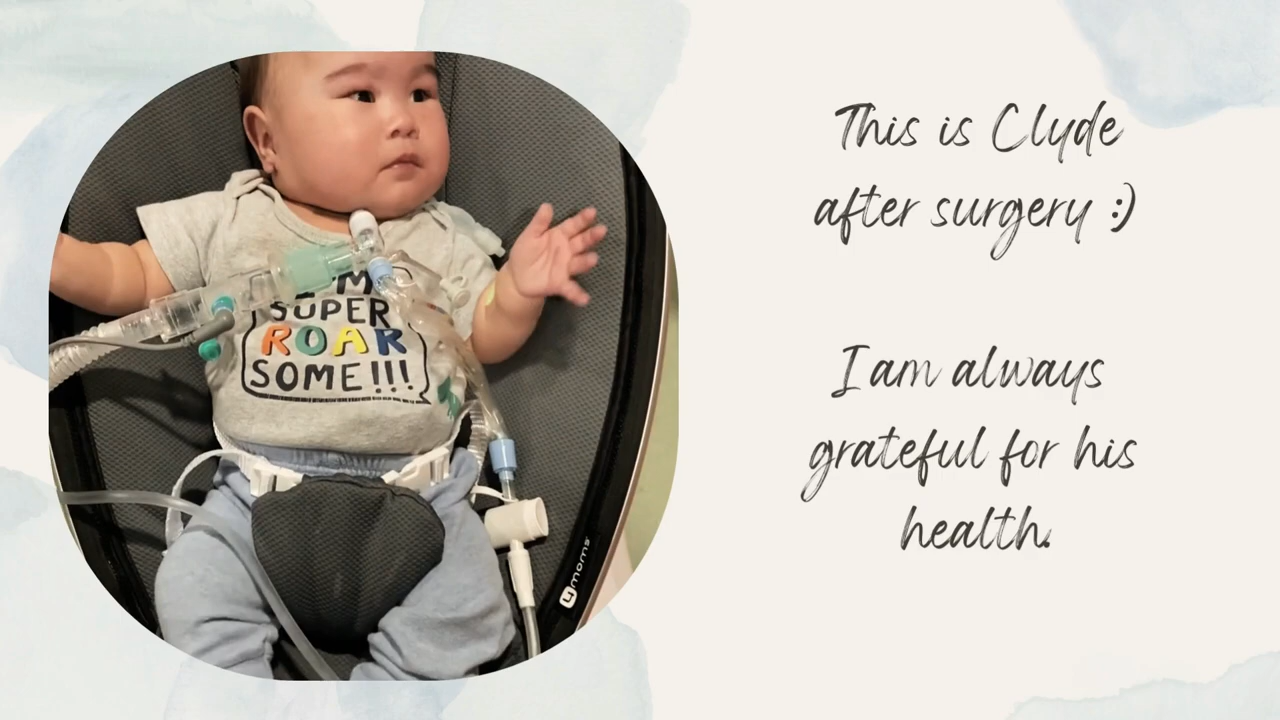 This is Clyde
after surgery :)
I am always
grateful for his
health.
I'M
SUPER
ROAR
SOME!!!
4moms